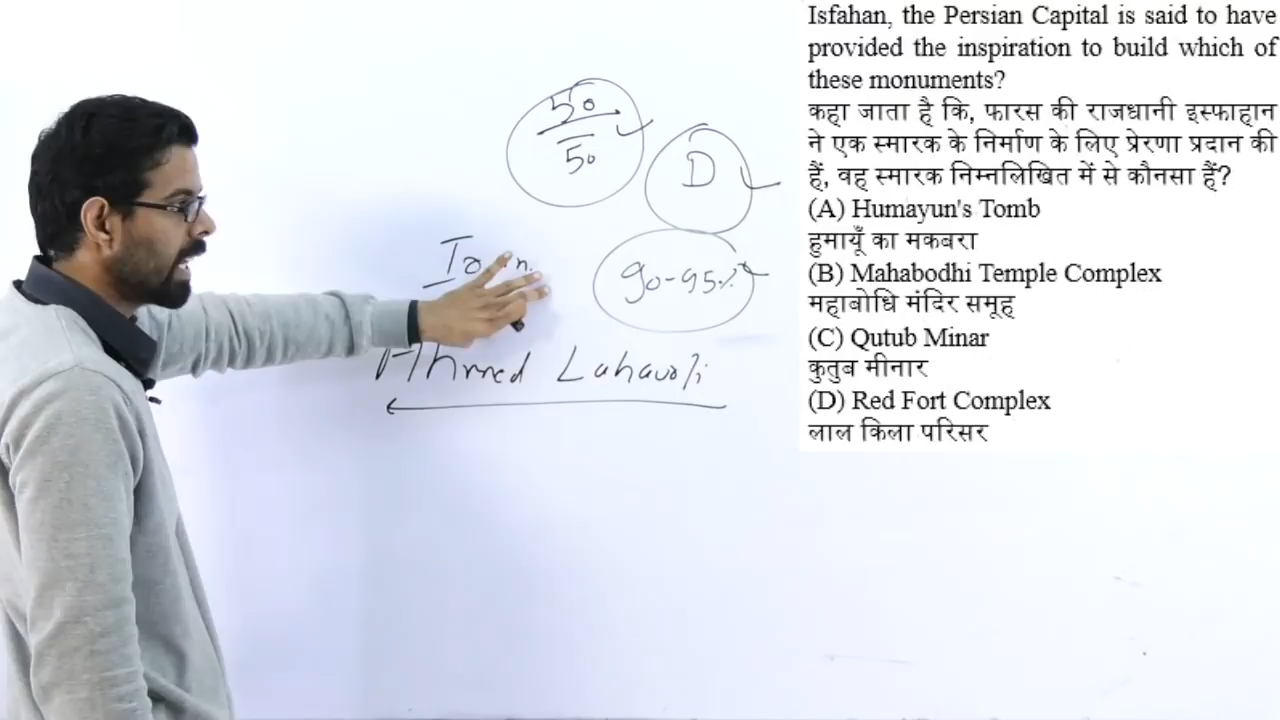 50
50
D
90-95%
Ahmed Lahauri
Isfahan, the Persian Capital is said to have
provided the inspiration to build which of
these monuments?
कहा जाता है कि, फारस की राजधानी इस्फाहान
ने एक स्मारक के निर्माण के लिए प्रेरणा प्रदान की
हैं, वह स्मारक निम्नलिखित में से कौनसा हैं?
(A) Humayun's Tomb
हुमायूँ का मकबरा
(B) Mahabodhi Temple Complex
महाबोधि मंदिर समूह
(C) Qutub Minar
कुतुब मीनार
(D) Red Fort Complex
लाल किला परिसर